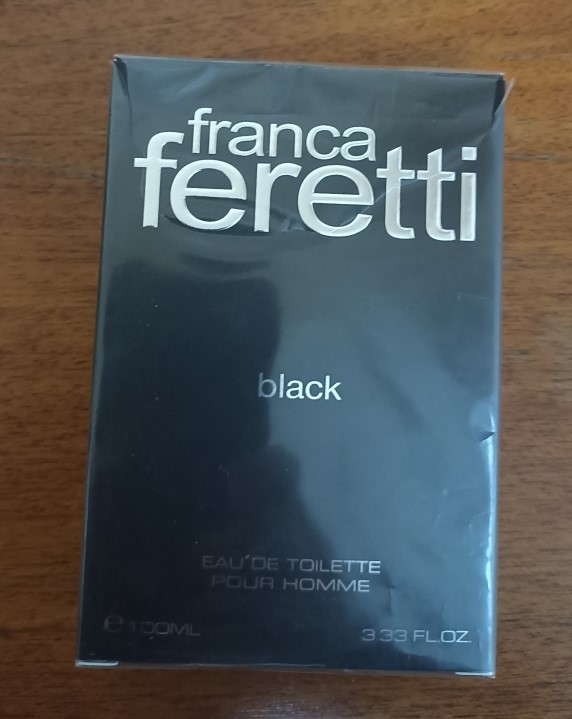 franca
feretti
black
EAU DE TOILETTE
POUR HOMME
e 100ML 3.33 FL.OZ.